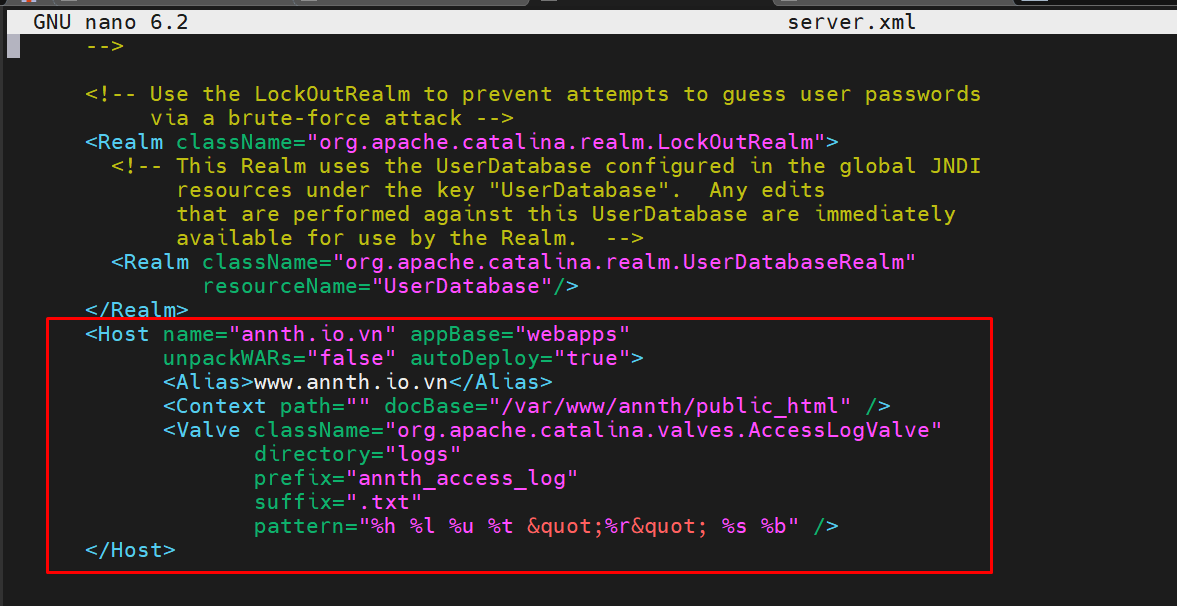 GNU nano 6.2 server.xml
-->
<!-- Use the LockOutRealm to prevent attempts to guess user passwords
via a brute-force attack -->
<Realm className="org.apache.catalina.realm.LockOutRealm">
<!-- This Realm uses the UserDatabase configured in the global JNDI
resources under the key "UserDatabase".  Any edits
that are performed against this UserDatabase are immediately
available for use by the Realm.  -->
<Realm className="org.apache.catalina.realm.UserDatabaseRealm"
resourceName="UserDatabase"/>
</Realm>
<Host name="annth.io.vn" appBase="webapps"
unpackWARs="false" autoDeploy="true">
<Alias>www.annth.io.vn</Alias>
<Context path="" docBase="/var/www/annth/public_html" />
<Valve className="org.apache.catalina.valves.AccessLogValve"
directory="logs"
prefix="annth_access_log"
suffix=".txt"
pattern="%h %l %u %t &quot;%r&quot; %s %b" />
</Host>